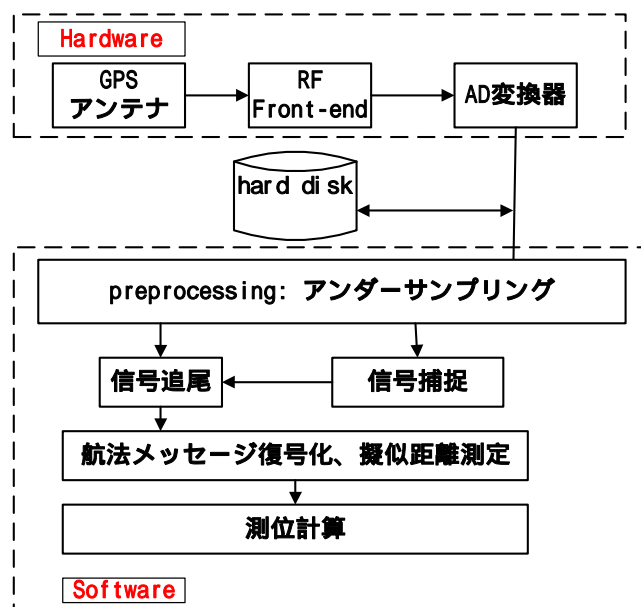 Hardware
GPS
アンテナ
RF
Front-end
AD変換器
hard disk
preprocessing: アンダーサンプリング
信号追尾
信号捕捉
航法メッセージ復号化、擬似距離測定
測位計算
Software